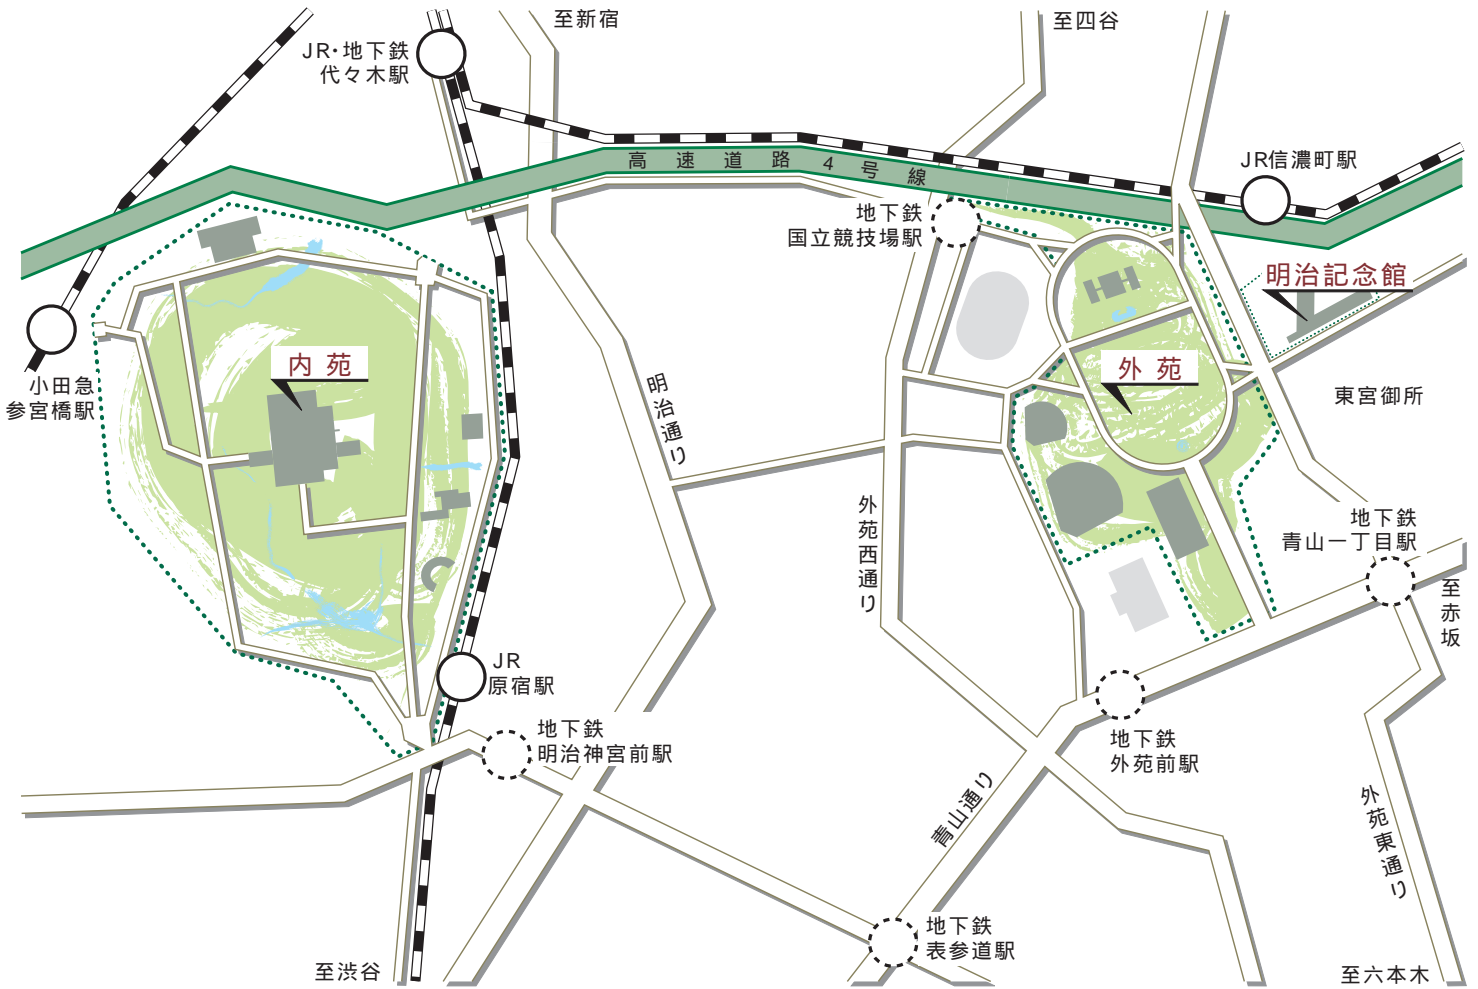 至新宿
至四谷
JR・地下鉄
代々木駅
高速道路4号線
JR信濃町駅
地下鉄
国立競技場駅
明治記念館
内苑
外苑
小田急
参宮橋駅
明治通り
東宮御所
外苑西通り
地下鉄
青山一丁目駅
至赤坂
JR
原宿駅
地下鉄
明治神宮前駅
地下鉄
外苑前駅
青山通り
外苑東通り
地下鉄
表参道駅
至渋谷
至六本木